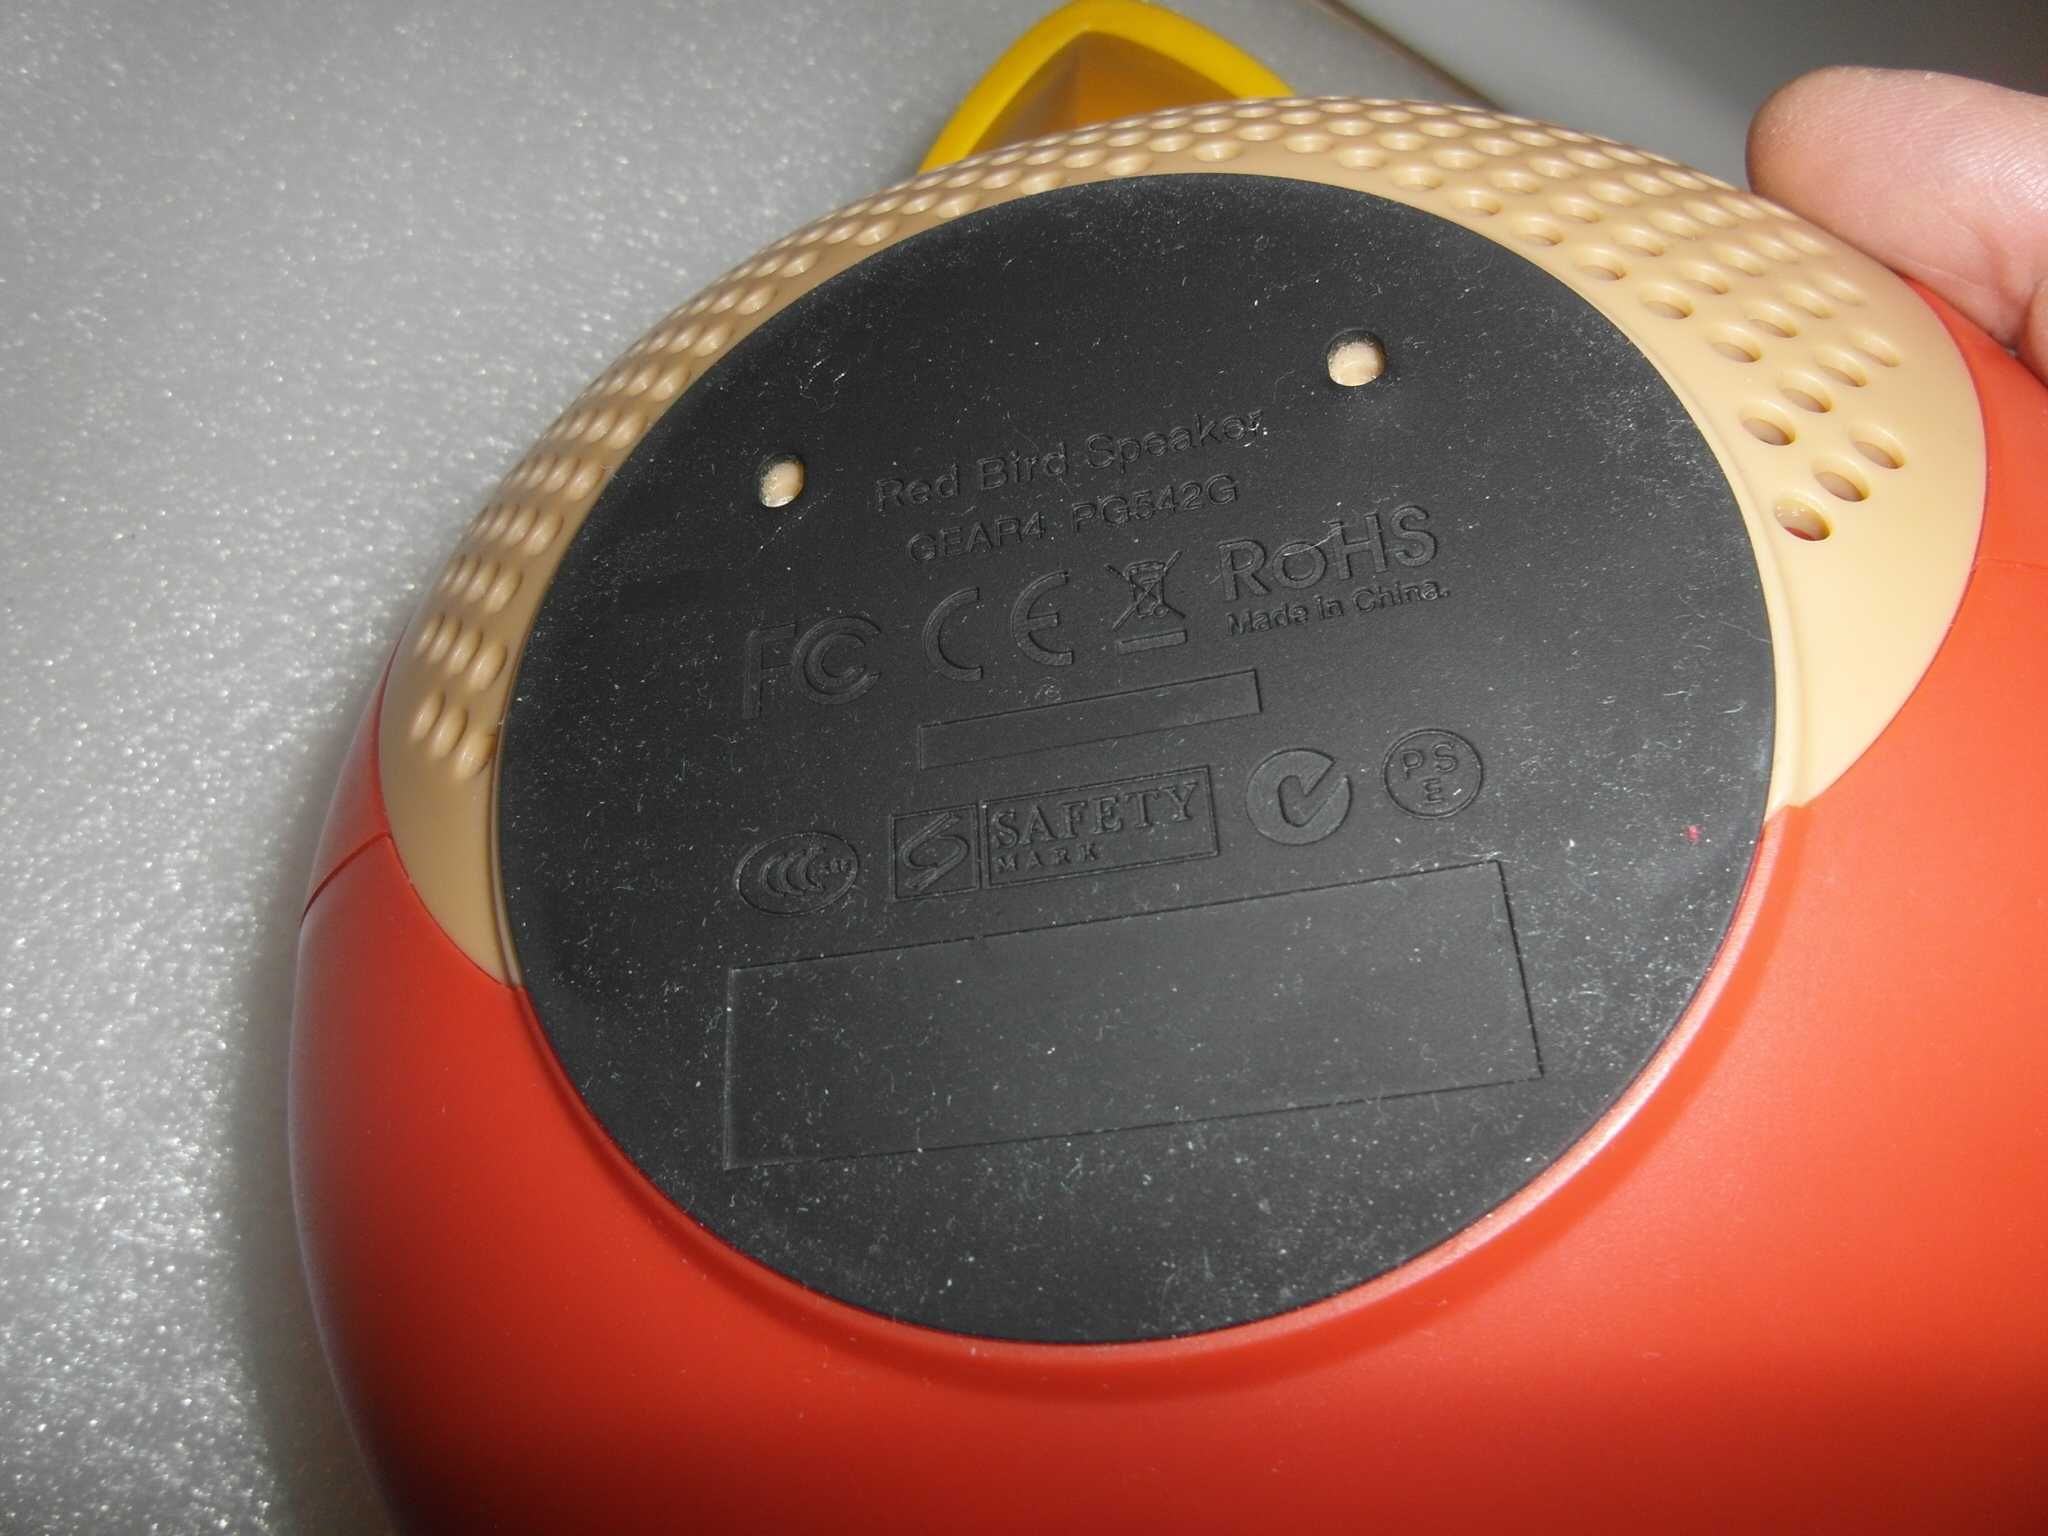 Red Bird Speaker
GEAR4 PG542G
FC CE RoHS
Made in China.
SAFETY
MARK
PS
E